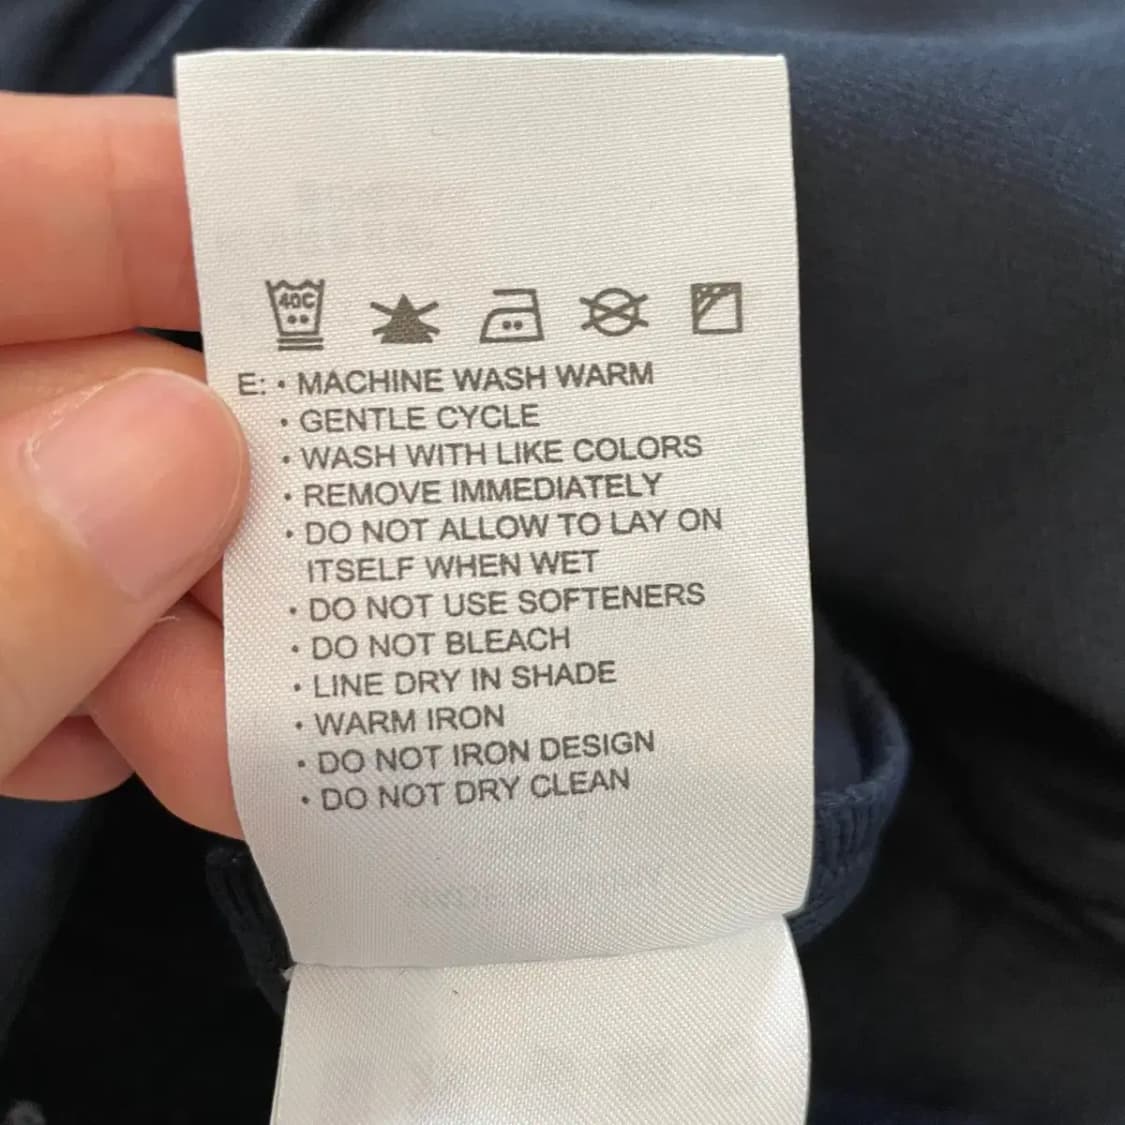 40C
E: • MACHINE WASH WARM
• GENTLE CYCLE
• WASH WITH LIKE COLORS
• REMOVE IMMEDIATELY
• DO NOT ALLOW TO LAY ON
ITSELF WHEN WET
• DO NOT USE SOFTENERS
• DO NOT BLEACH
• LINE DRY IN SHADE
• WARM IRON
• DO NOT IRON DESIGN
• DO NOT DRY CLEAN